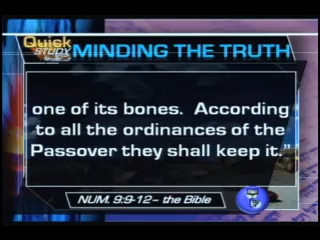 Quick
STUDY
MINDING THE TRUTH
one of its bones. According
to all the ordinances of the
Passover they shall keep it."
NUM. 9:9-12 – the Bible